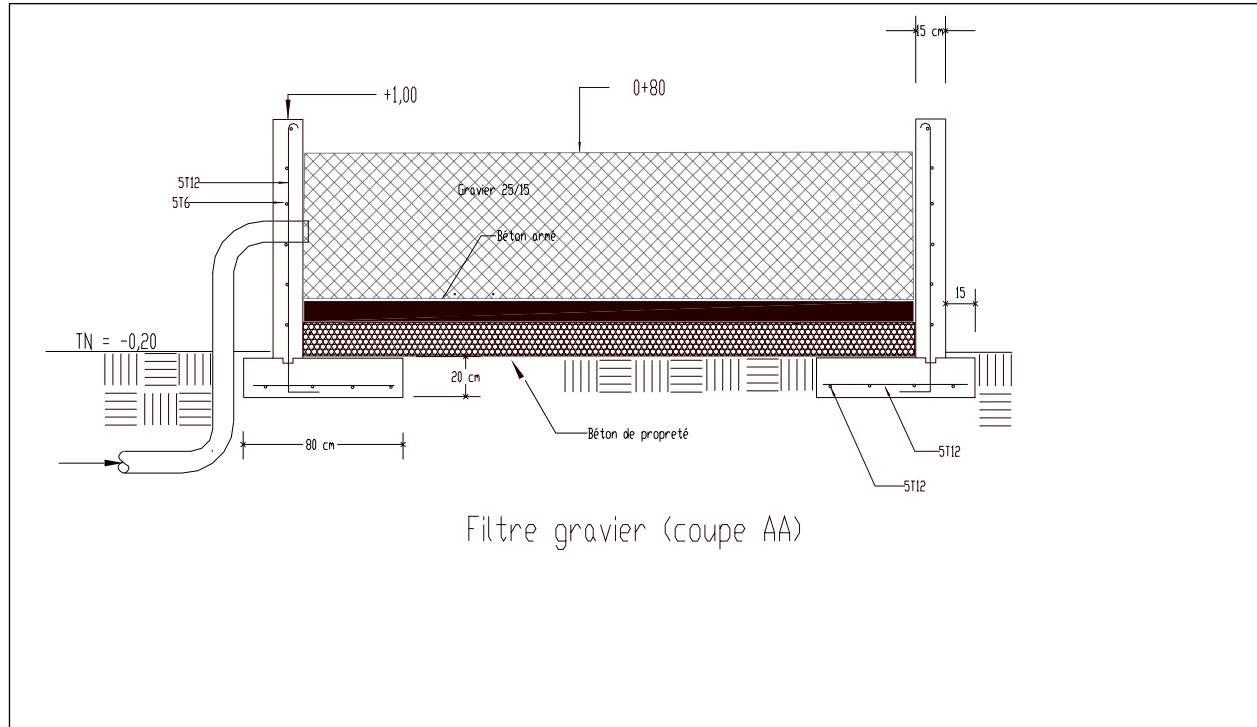 15 cm
+1,00
0+80
5T12
Gravier 25/15
5T6
Béton armé
15
TN = -0,20
20 cm
80 cm
Béton de propreté
5T12
5T12
Filtre gravier (coupe AA)